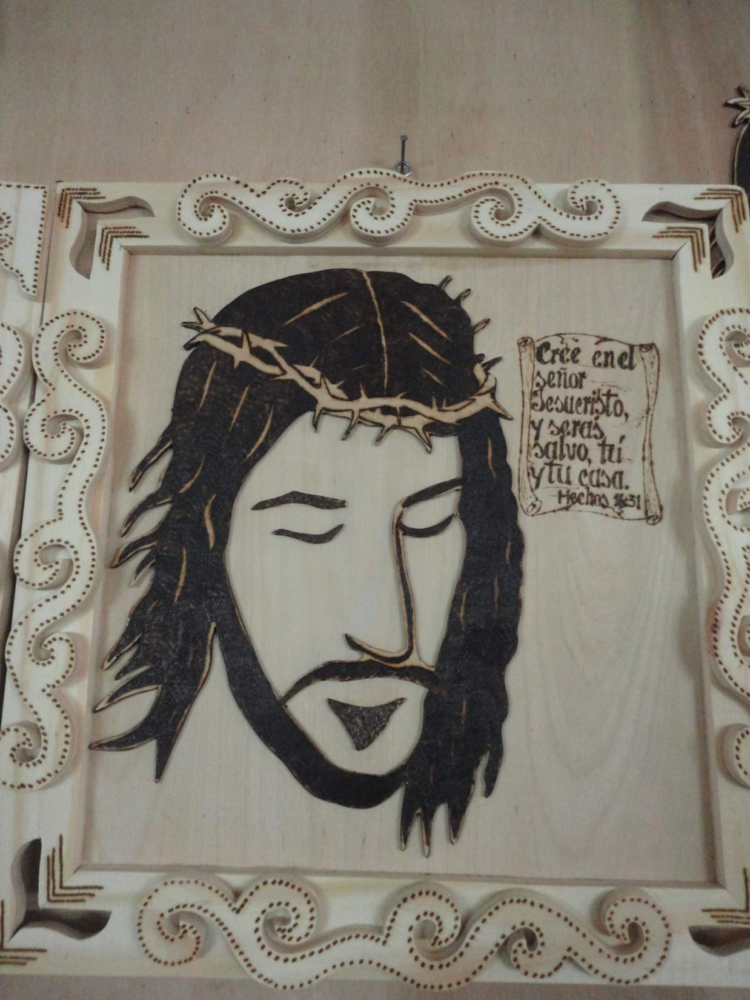 Cree en el
señor
Jesucristo,
y serás
salvo, tú
y tu casa.
Hechos 16:31